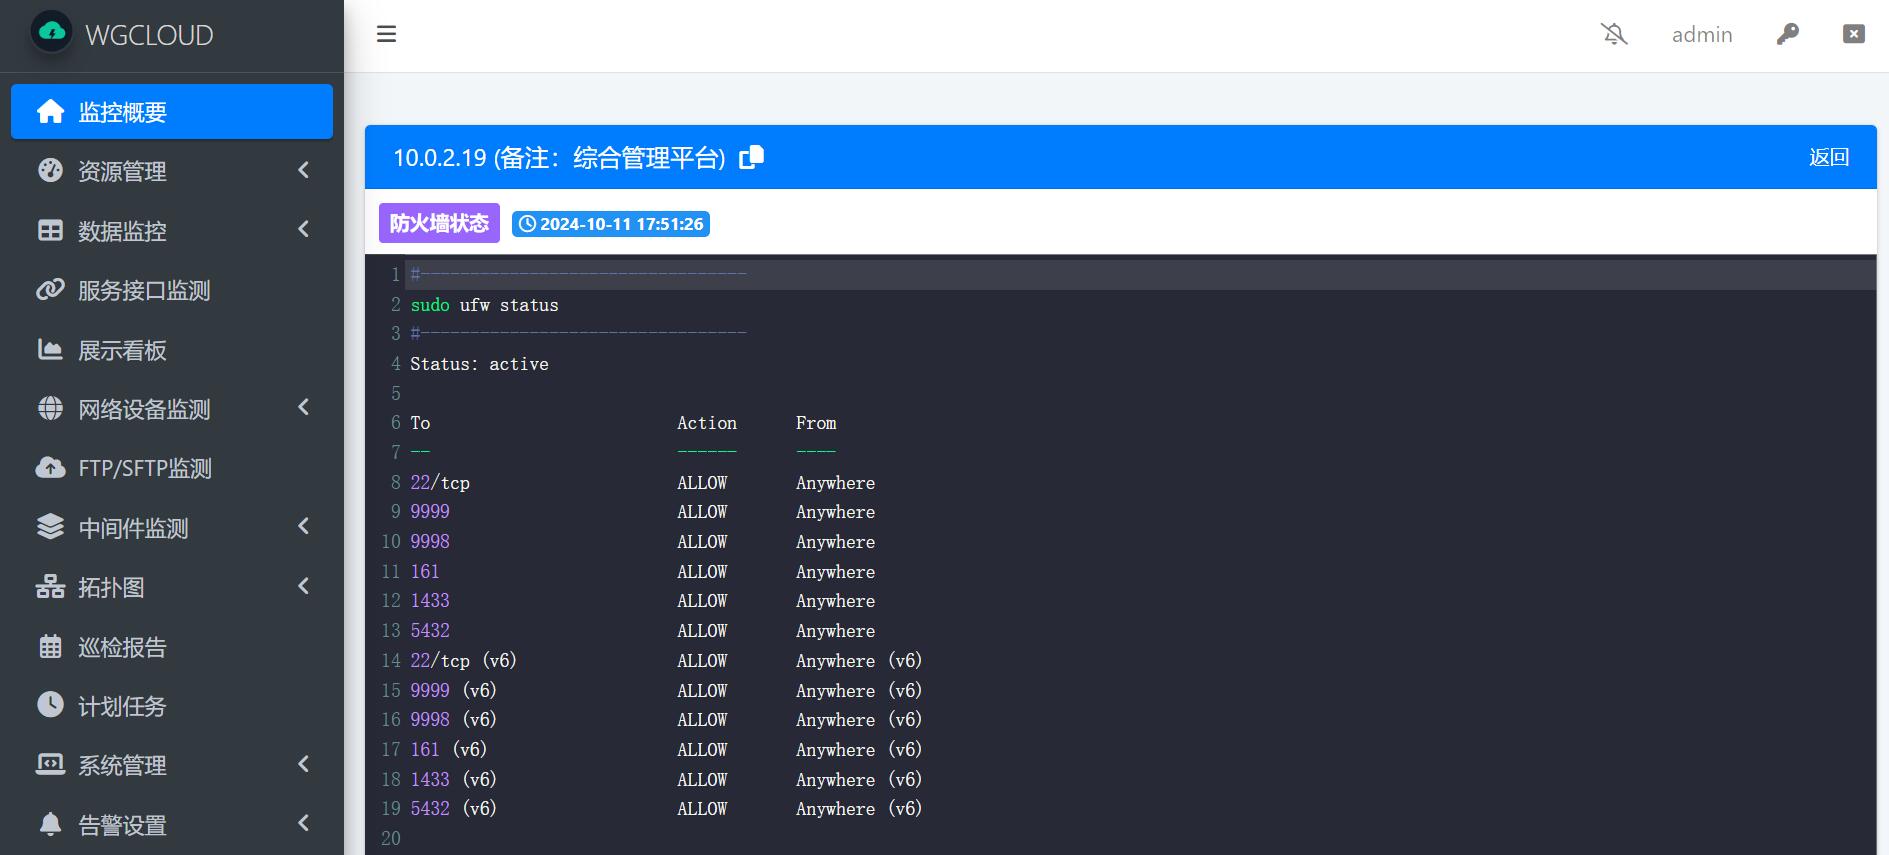 WGCLOUD
admin
监控概要
资源管理
数据监控
服务接口监测
展示看板
网络设备监测
FTP/SFTP监测
中间件监测
拓扑图
巡检报告
计划任务
系统管理
告警设置
10.0.2.19 (备注：综合管理平台)
返回
防火墙状态 2024-10-11 17:51:26
1 #---------------------------------
2 sudo ufw status
3 #---------------------------------
4 Status: active
5
6 To Action From
7 -- ------ ----
8 22/tcp ALLOW Anywhere
9 9999 ALLOW Anywhere
10 9998 ALLOW Anywhere
11 161 ALLOW Anywhere
12 1433 ALLOW Anywhere
13 5432 ALLOW Anywhere
14 22/tcp (v6) ALLOW Anywhere (v6)
15 9999 (v6) ALLOW Anywhere (v6)
16 9998 (v6) ALLOW Anywhere (v6)
17 161 (v6) ALLOW Anywhere (v6)
18 1433 (v6) ALLOW Anywhere (v6)
19 5432 (v6) ALLOW Anywhere (v6)
20